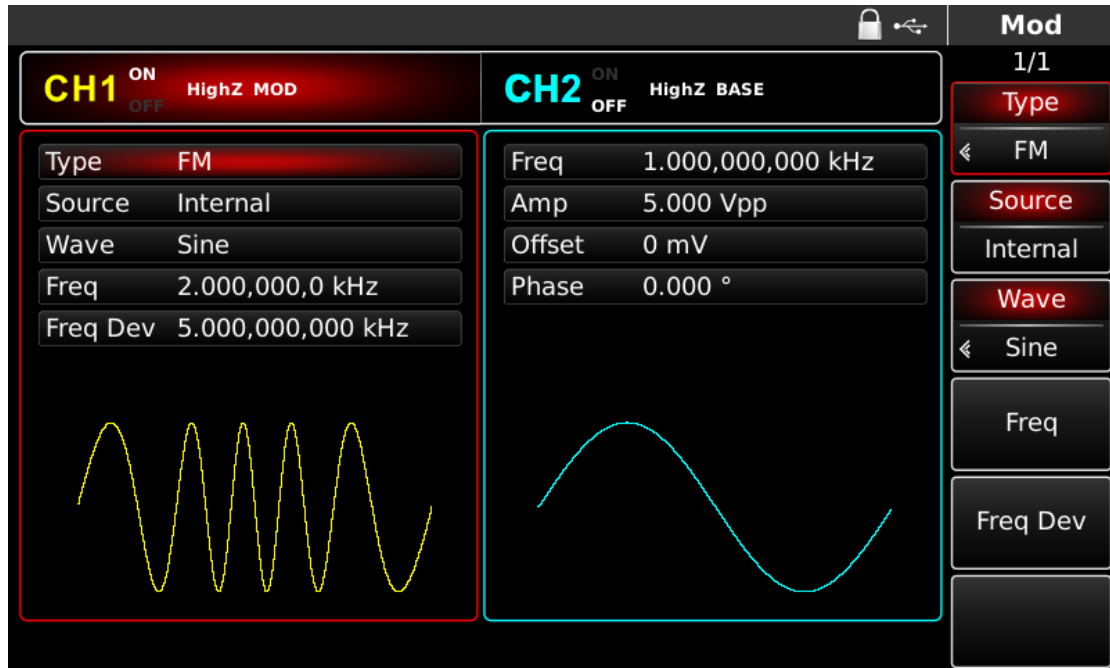 Mod
1/1
CH1 ON OFF HighZ MOD
CH2 ON OFF HighZ BASE
Type FM
Source Internal
Wave Sine
Freq 2.000,000,0 kHz
Freq Dev 5.000,000,000 kHz
Freq 1.000,000,000 kHz
Amp 5.000 Vpp
Offset 0 mV
Phase 0.000 °
Type
FM
Source
Internal
Wave
Sine
Freq
Freq Dev